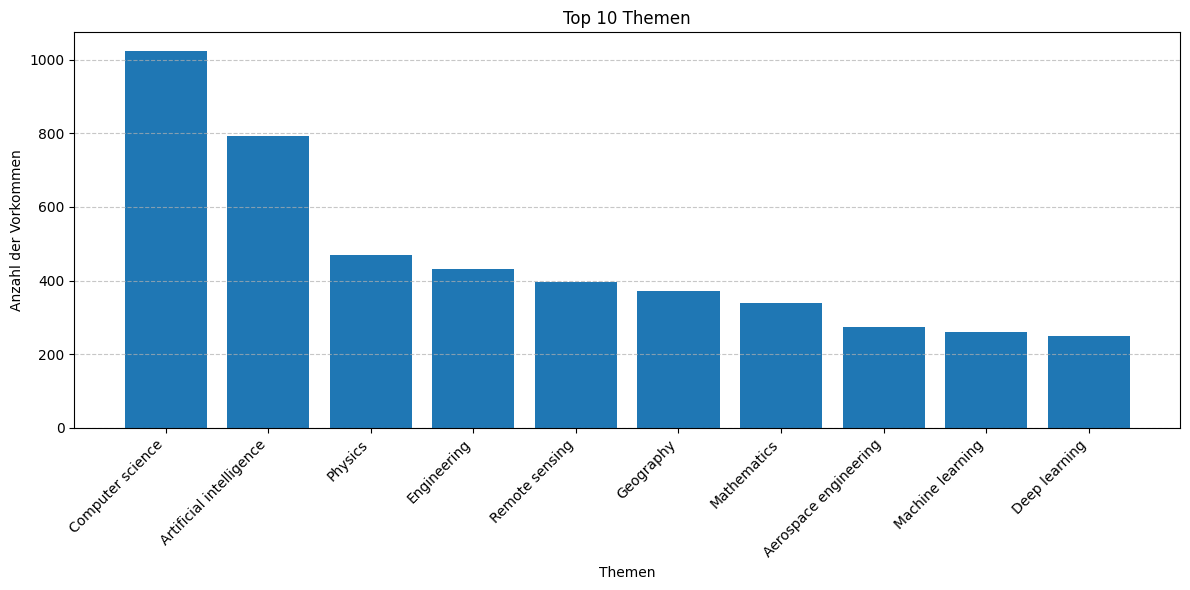 Top 10 Themen
Anzahl der Vorkommen
1000
800
600
400
200
0
Computer science
Artificial intelligence
Physics
Engineering
Remote sensing
Geography
Mathematics
Aerospace engineering
Machine learning
Deep learning
Themen